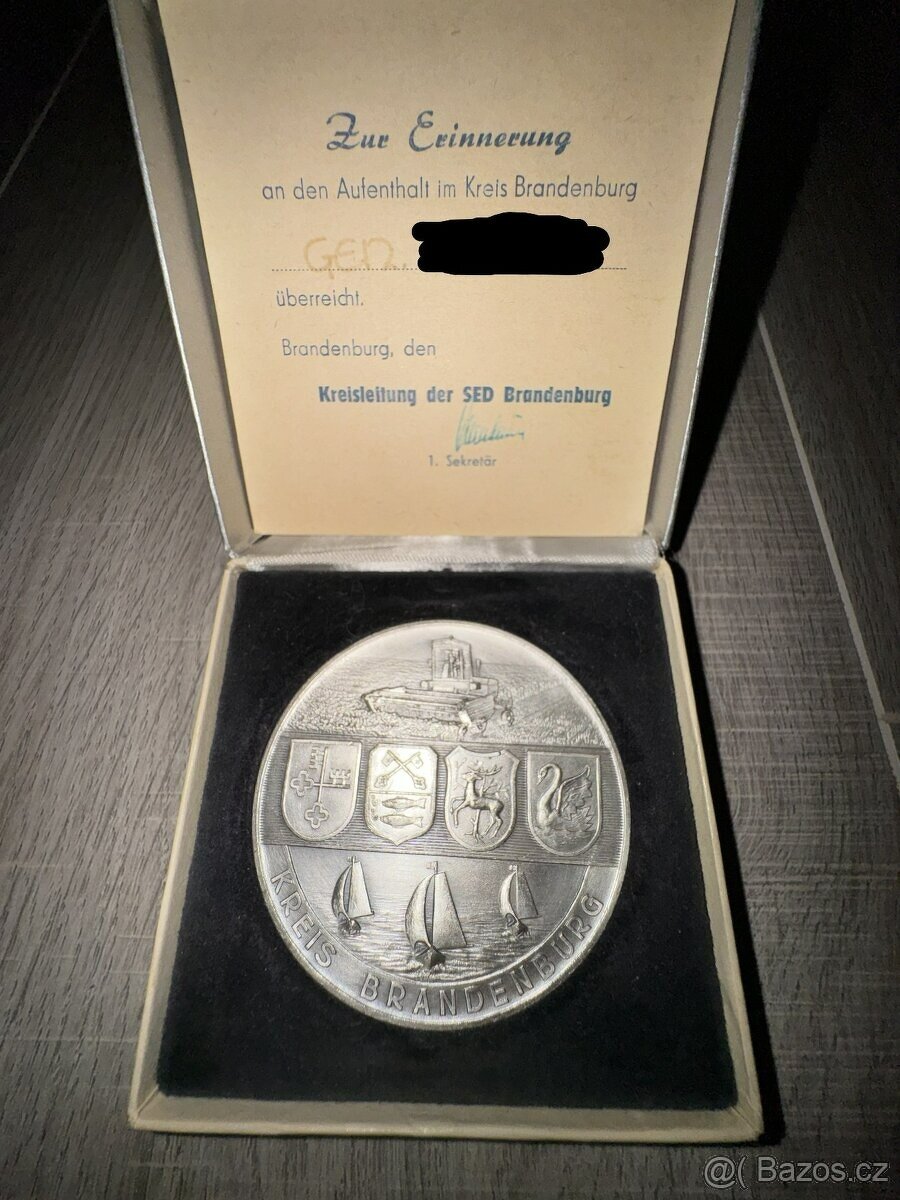 Zur Erinnerung
an den Aufenthalt im Kreis Brandenburg
GEN.
überreicht.
Brandenburg, den
Kreisleitung der SED Brandenburg
1. Sekretär
KREIS BRANDENBURG
@( Bazos.cz